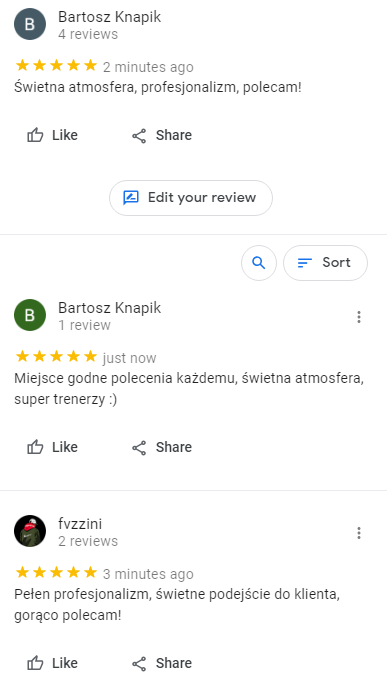 B
Bartosz Knapik
4 reviews
2 minutes ago
Świetna atmosfera, profesjonalizm, polecam!
Like Share
Edit your review
Sort
B
Bartosz Knapik
1 review
just now
Miejsce godne polecenia każdemu, świetna atmosfera,
super trenerzy :)
Like Share
fvzzini
2 reviews
3 minutes ago
Pełen profesjonalizm, świetne podejście do klienta,
gorąco polecam!
Like Share